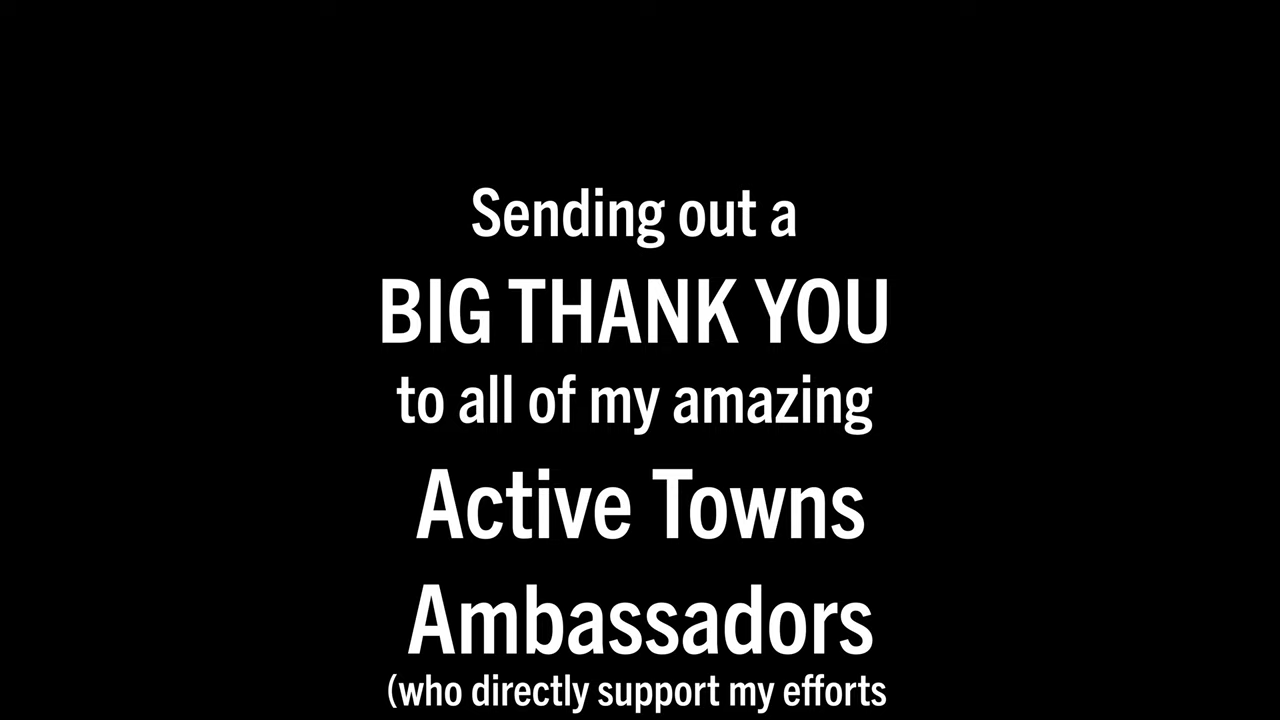 Sending out a
BIG THANK YOU
to all of my amazing
Active Towns
Ambassadors
(who directly support my efforts